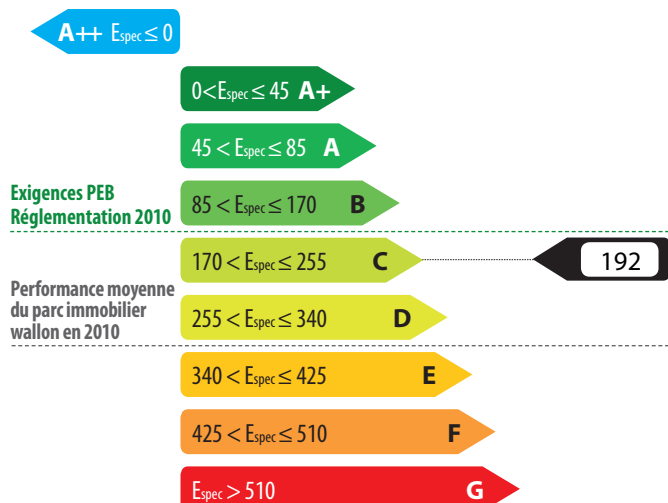 A++ Espec ≤ 0
0<Espec ≤ 45 A+
45 < Espec ≤ 85 A
Exigences PEB
Réglementation 2010
85 < Espec ≤ 170 B
170 < Espec ≤ 255 C
192
Performance moyenne
du parc immobilier
wallon en 2010
255 < Espec ≤ 340 D
340 < Espec ≤ 425 E
425 < Espec ≤ 510 F
Espec > 510 G